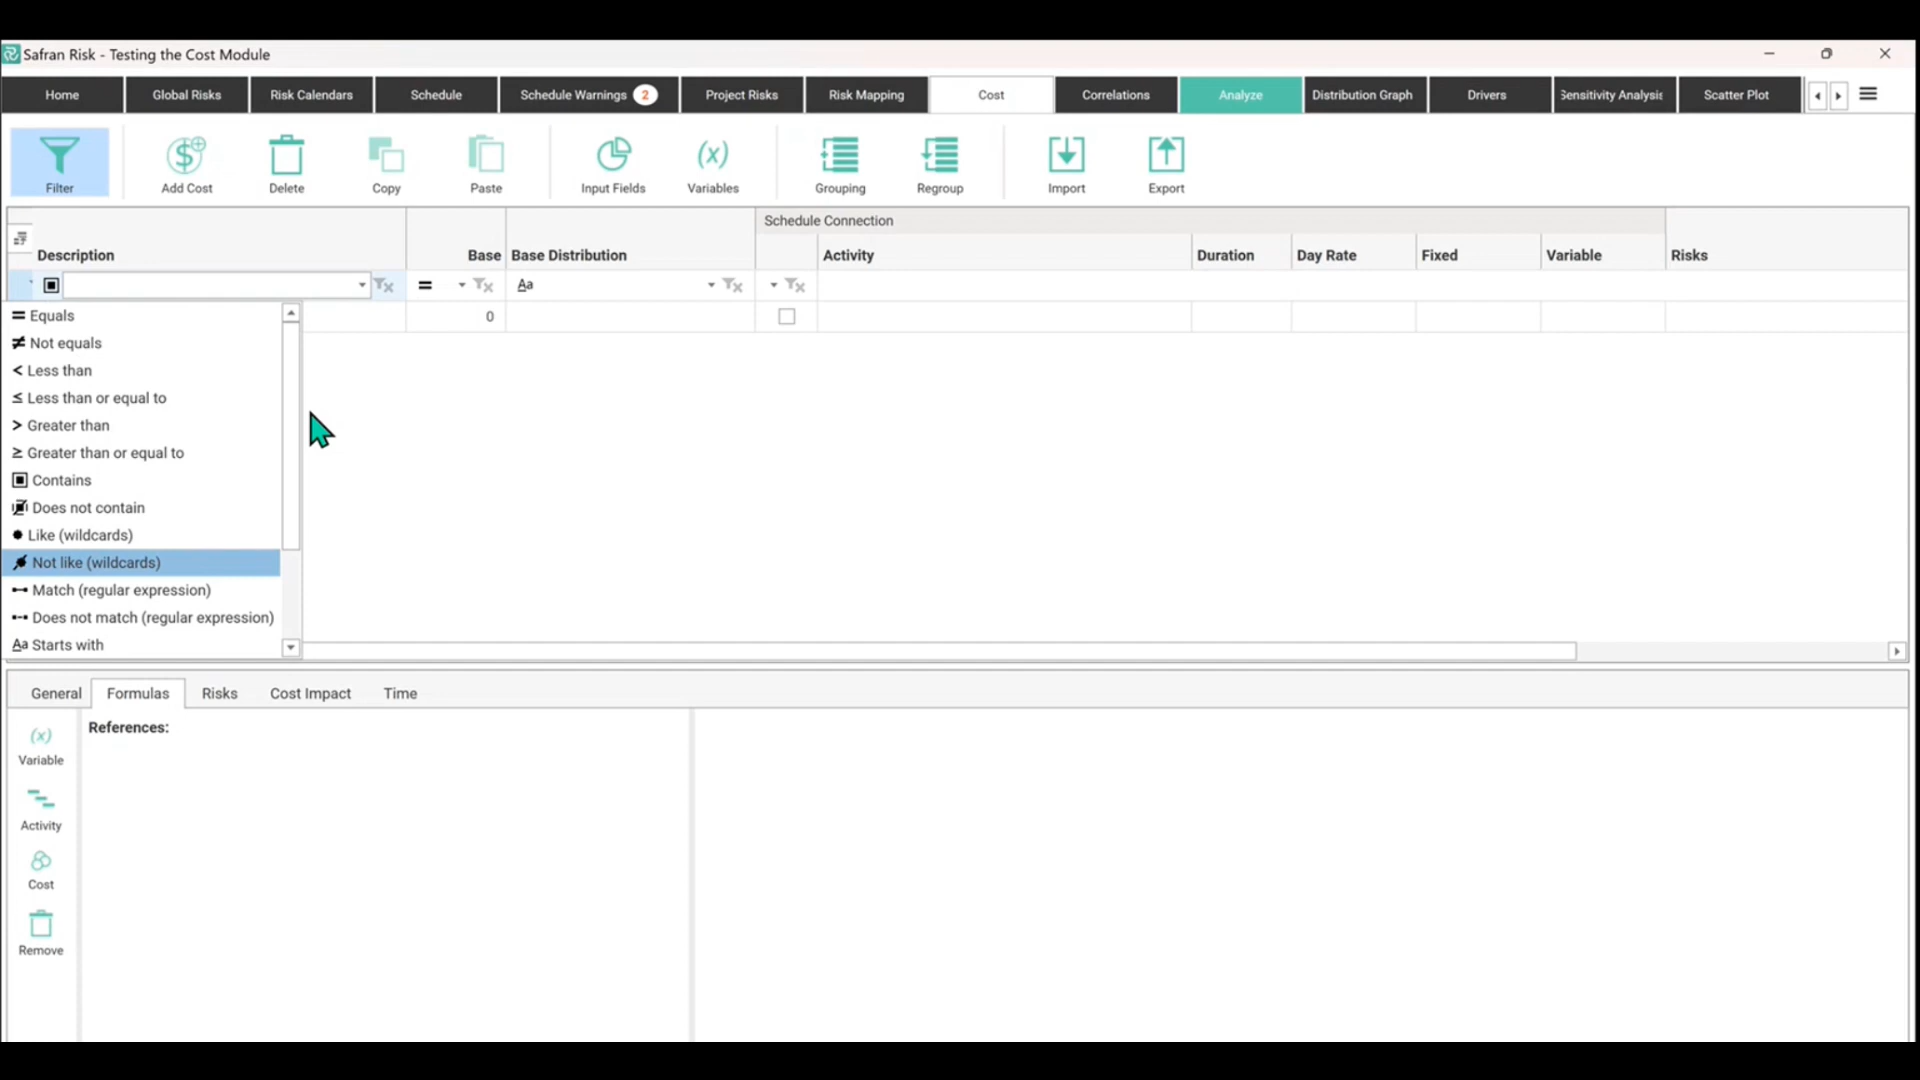 Safran Risk - Testing the Cost Module
Home Global Risks Risk Calendars Schedule Schedule Warnings 2 Project Risks Risk Mapping Cost Correlations Analyze Distribution Graph Drivers Sensitivity Analysis Scatter Plot
Filter Add Cost Delete Copy Paste Input Fields Variables Grouping Regroup Import Export
Schedule Connection
Description Base Base Distribution Activity Duration Day Rate Fixed Variable Risks
= Aa
= Equals 0
≠ Not equals
< Less than
≤ Less than or equal to
> Greater than
≥ Greater than or equal to
Contains
Does not contain
Like (wildcards)
Not like (wildcards)
Match (regular expression)
Does not match (regular expression)
Aa Starts with
General Formulas Risks Cost Impact Time
References:
(x)
Variable
Activity
Cost
Remove